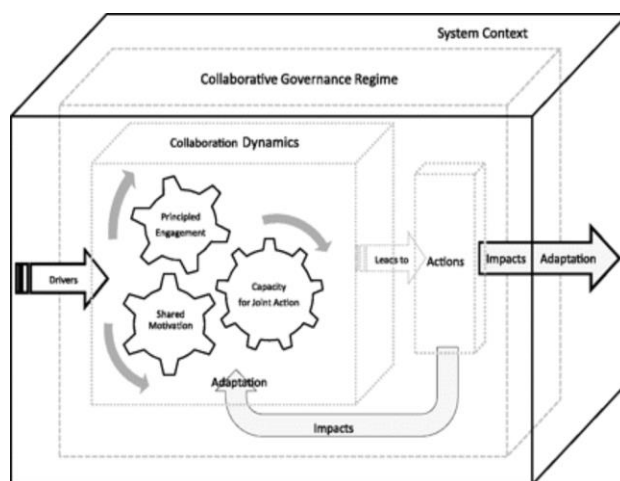 System Context
Collaborative Governance Regime
Collaboration Dynamics
Principled
Engagement
Drivers
Shared
Motivation
Capacity
for Joint Action
Leads to
Actions
Impacts
Adaptation
Adaptation
Impacts